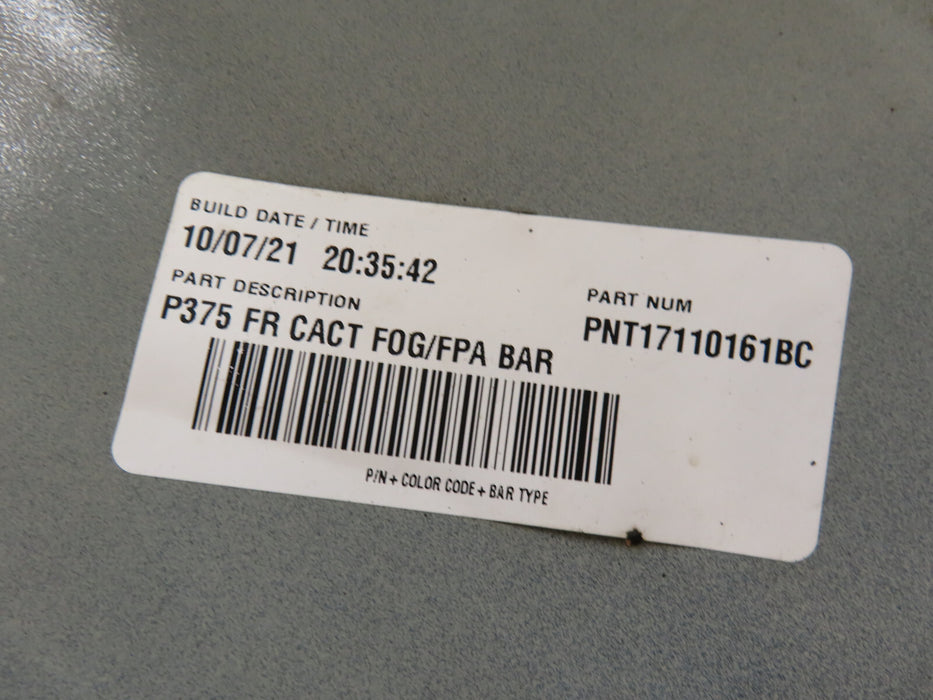 BUILD DATE / TIME
10/07/21 20:35:42
PART DESCRIPTION
P375 FR CACT FOG/FPA BAR
PART NUM
PNT17110161BC
P/N + COLOR CODE + BAR TYPE